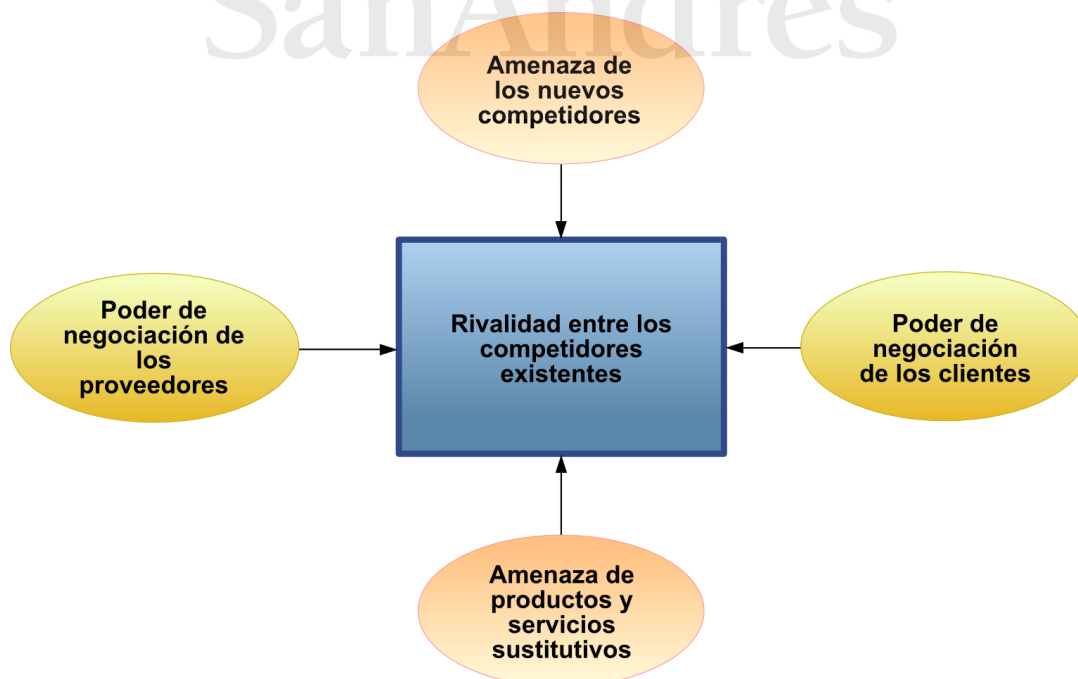 SanAndrés
Amenaza de
los nuevos
competidores
Poder de
negociación de
los
proveedores
Rivalidad entre los
competidores
existentes
Poder de
negociación
de los clientes
Amenaza de
productos y
servicios
sustitutivos